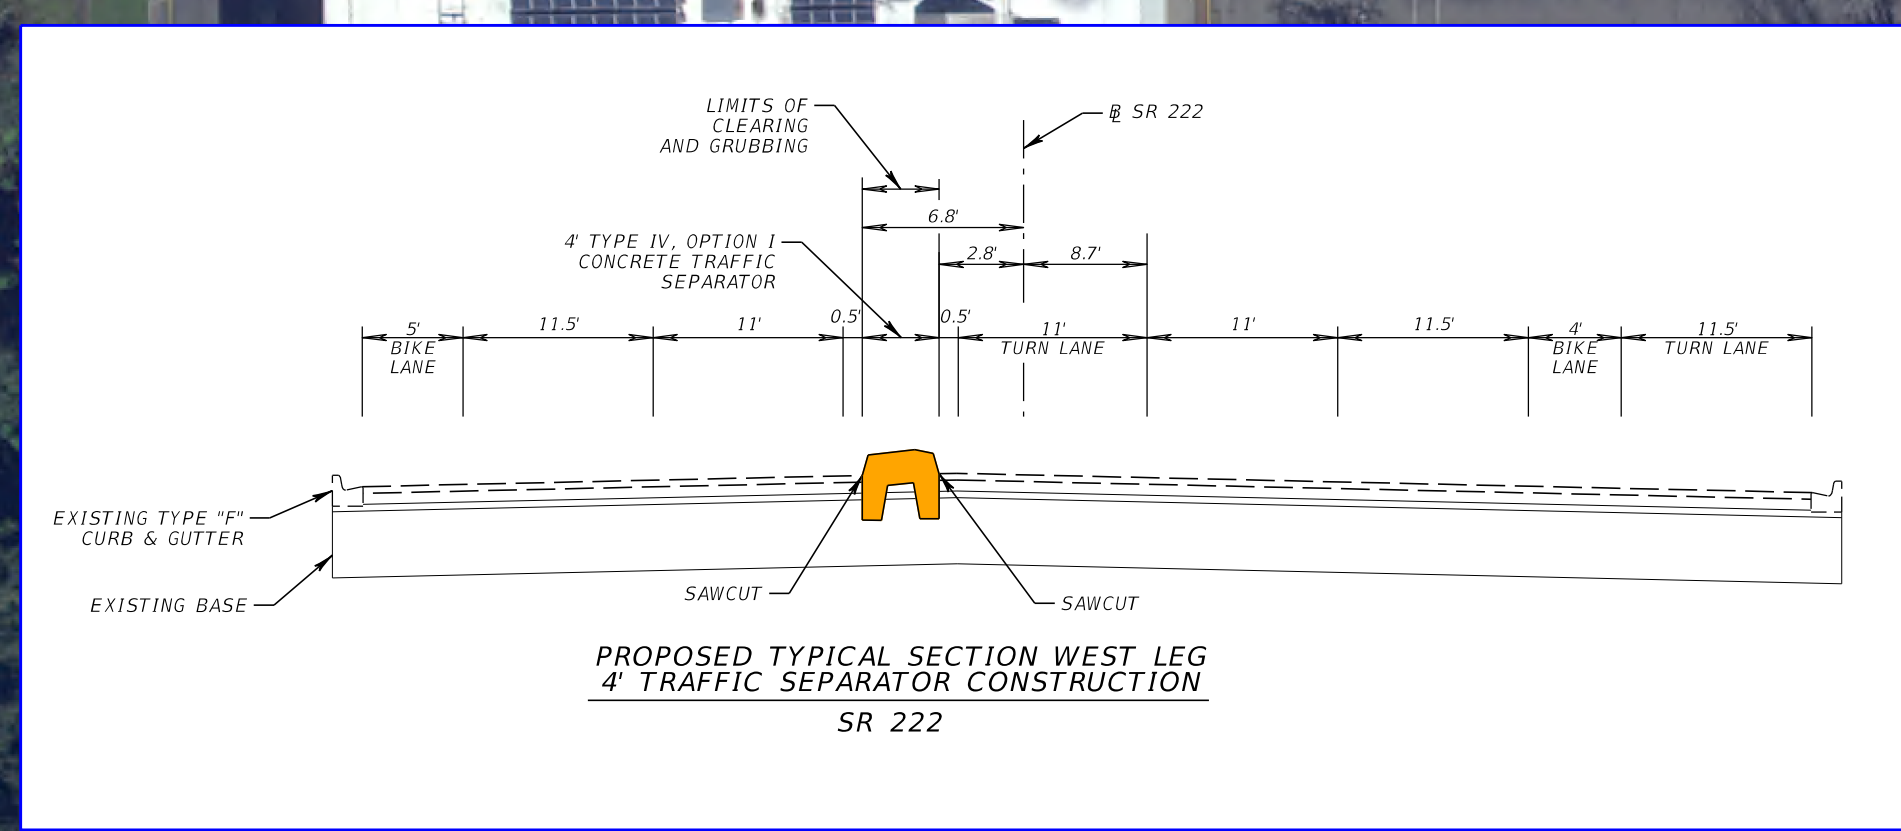 LIMITS OF
CLEARING
AND GRUBBING
℄ SR 222
6.8'
4' TYPE IV, OPTION I
CONCRETE TRAFFIC
SEPARATOR
2.8'
8.7'
0.5'
0.5'
5'
BIKE
LANE
11.5'
11'
11'
TURN LANE
11'
11.5'
4'
BIKE
LANE
11.5'
TURN LANE
EXISTING TYPE "F"
CURB & GUTTER
EXISTING BASE
SAWCUT
SAWCUT
PROPOSED TYPICAL SECTION WEST LEG
4' TRAFFIC SEPARATOR CONSTRUCTION
SR 222